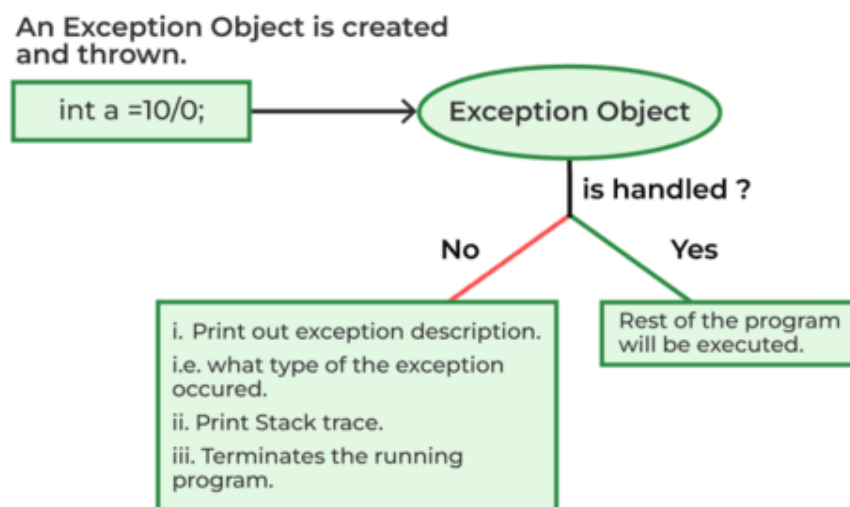 An Exception Object is created
and thrown.
int a =10/0;
Exception Object
is handled ?
No
Yes
i. Print out exception description.
i.e. what type of the exception
occured.
ii. Print Stack trace.
iii. Terminates the running
program.
Rest of the program
will be executed.